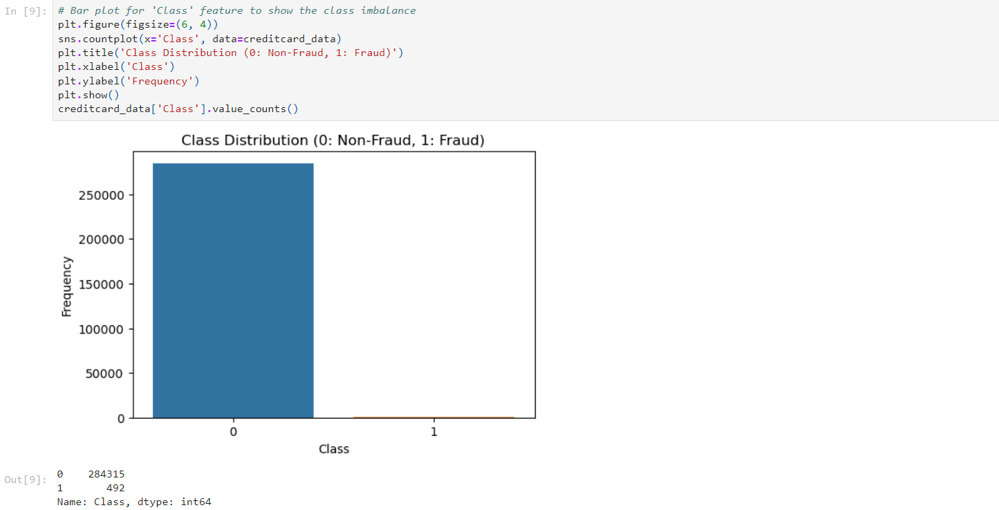 In [9]:
# Bar plot for 'Class' feature to show the class imbalance
plt.figure(figsize=(6, 4))
sns.countplot(x='Class', data=creditcard_data)
plt.title('Class Distribution (0: Non-Fraud, 1: Fraud)')
plt.xlabel('Class')
plt.ylabel('Frequency')
plt.show()
creditcard_data['Class'].value_counts()
Class Distribution (0: Non-Fraud, 1: Fraud)
Frequency
250000
200000
150000
100000
50000
0
0 1
Class
Out[9]:
0 284315
1 492
Name: Class, dtype: int64